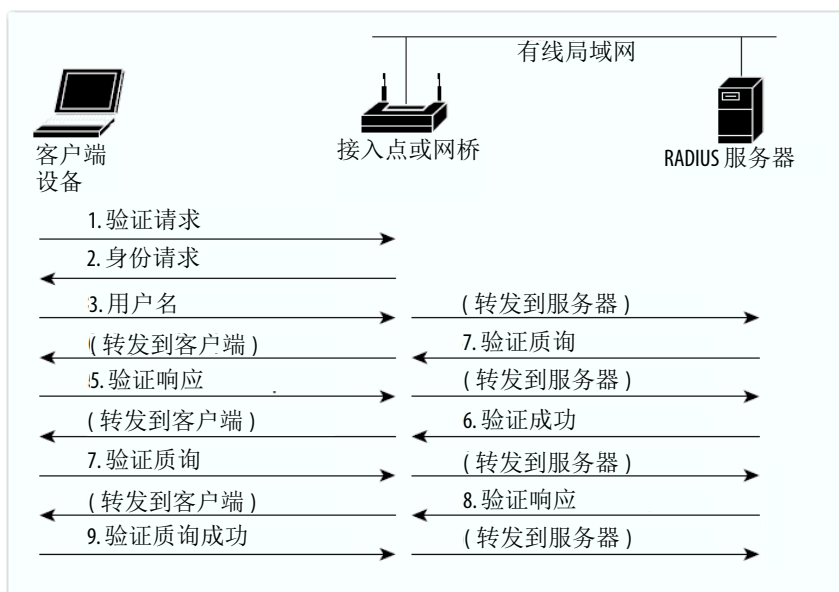 有线局域网
客户端
设备
接入点或网桥
RADIUS 服务器
1. 验证请求
2. 身份请求
3. 用户名
(转发到服务器)
(转发到客户端)
7. 验证质询
5. 验证响应
(转发到服务器)
(转发到客户端)
6. 验证成功
7. 验证质询
(转发到服务器)
(转发到客户端)
8. 验证响应
9. 验证质询成功
(转发到服务器)